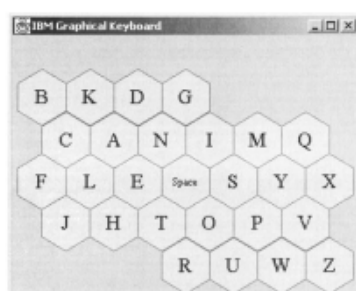 IBM Graphical Keyboard
B K D G
C A N I M Q
F L E Space S Y X
J H T O P V
R U W Z